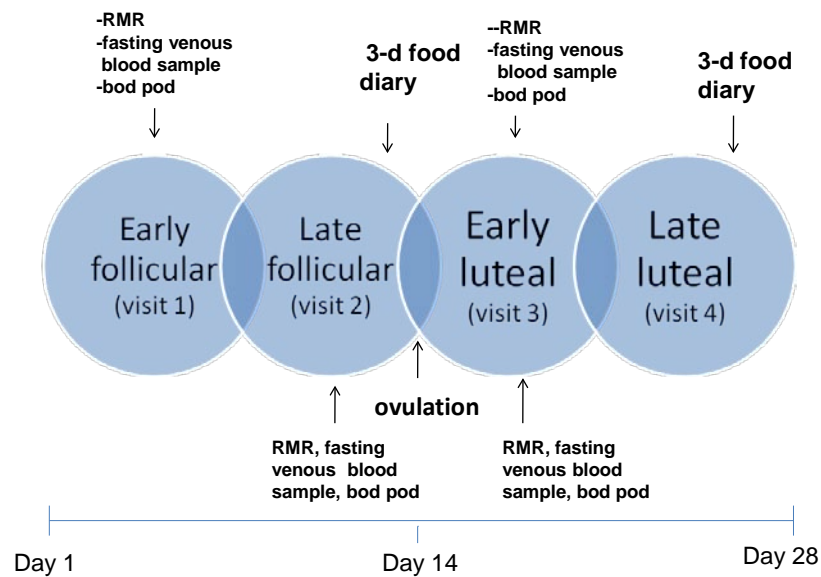 -RMR
-fasting venous
blood sample
-bod pod
3-d food
diary
--RMR
-fasting venous
blood sample
-bod pod
3-d food
diary
Early
follicular
(visit 1)
Late
follicular
(visit 2)
Early
luteal
(visit 3)
Late
luteal
(visit 4)
ovulation
RMR, fasting
venous blood
sample, bod pod
RMR, fasting
venous blood
sample, bod pod
Day 1
Day 14
Day 28